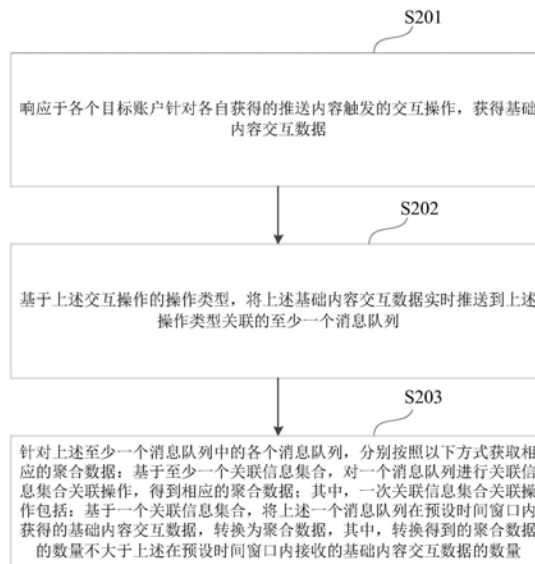 S201
响应于各个目标账户针对各自获得的推送内容触发的交互操作，获得基础
内容交互数据
S202
基于上述交互操作的操作类型，将上述基础内容交互数据实时推送到上述
操作类型关联的至少一个消息队列
S203
针对上述至少一个消息队列中的各个消息队列，分别按照以下方式获取相
应的聚合数据：基于至少一个关联信息集合，对一个消息队列进行关联信
息集合关联操作，得到相应的聚合数据；其中，一次关联信息集合关联操
作包括：基于一个关联信息集合，将上述一个消息队列在预设时间窗口内
获得的基础内容交互数据，转换为聚合数据，其中，转换得到的聚合数据
的数量不大于上述在预设时间窗口内接收的基础内容交互数据的数量